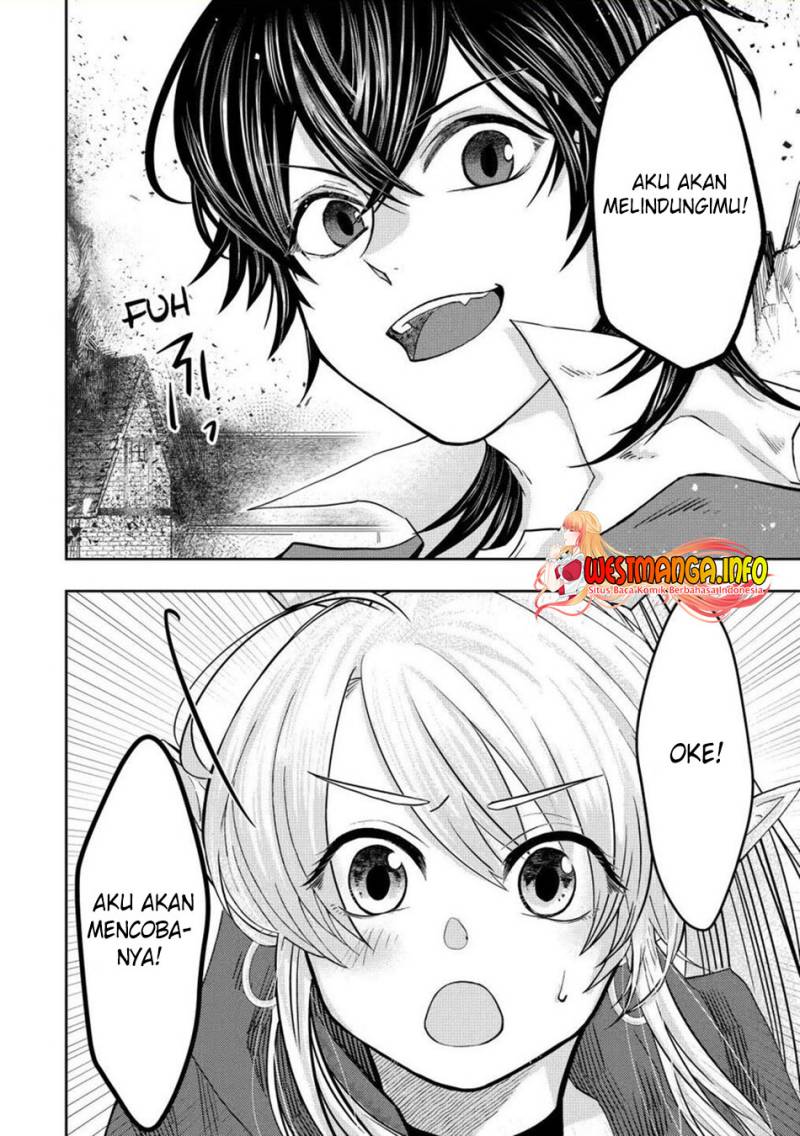 AKU AKAN
MELINDUNGIMU!
FUH
WESTMANGA.INFO
Situs Baca Komik Berbahasa Indonesia
OKE!
AKU AKAN
MENCOBA-
NYA!